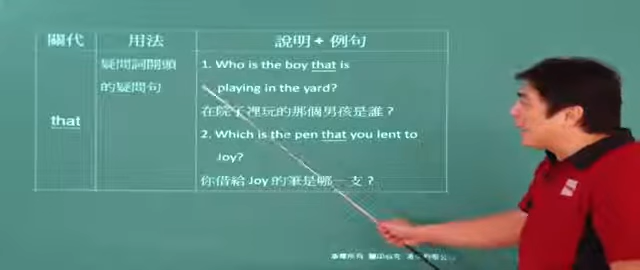 關代 用法 說明+例句
that
疑問詞開頭
的疑問句
1. Who is the boy that is
playing in the yard?
在院子裡玩的那個男孩是誰？
2. Which is the pen that you lent to
Joy?
你借給 Joy 的筆是哪一支？